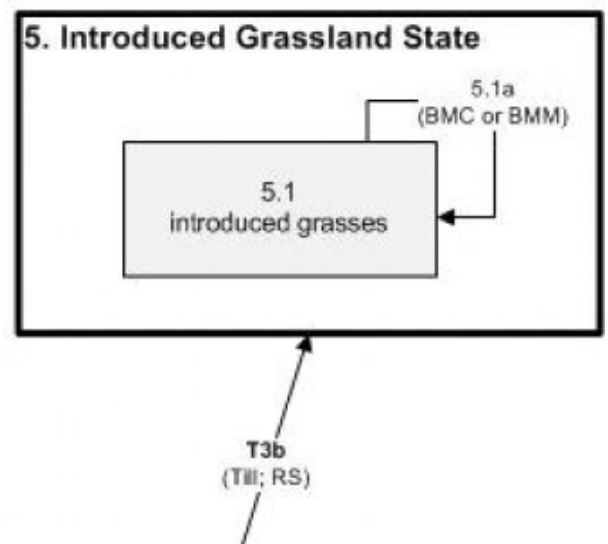 5. Introduced Grassland State
5.1a
(BMC or BMM)
5.1
introduced grasses
T3b
(Till; RS)